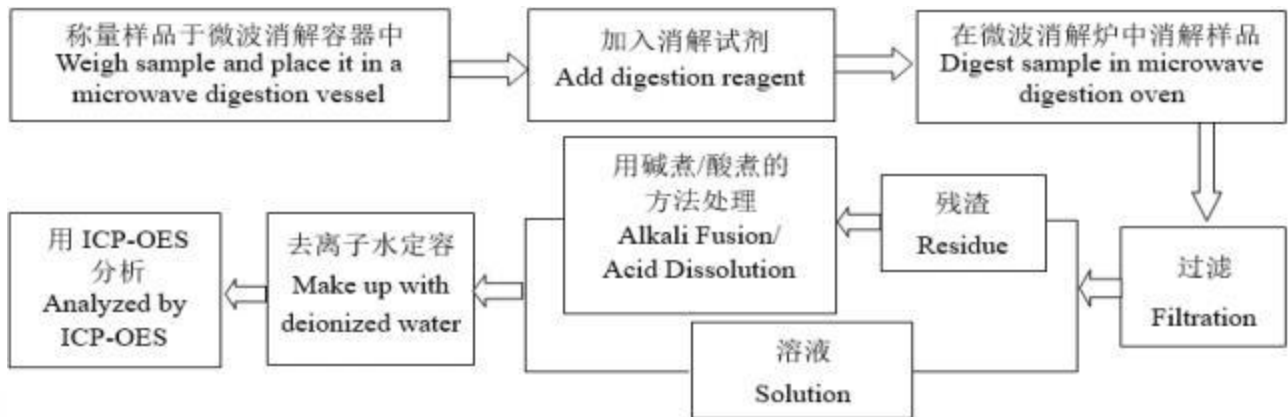 称量样品于微波消解容器中
Weigh sample and place it in a
microwave digestion vessel
加入消解试剂
Add digestion reagent
在微波消解炉中消解样品
Digest sample in microwave
digestion oven
过滤
Filtration
残渣
Residue
用碱煮/酸煮的
方法处理
Alkali Fusion/
Acid Dissolution
溶液
Solution
去离子水定容
Make up with
deionized water
用 ICP-OES
分析
Analyzed by
ICP-OES